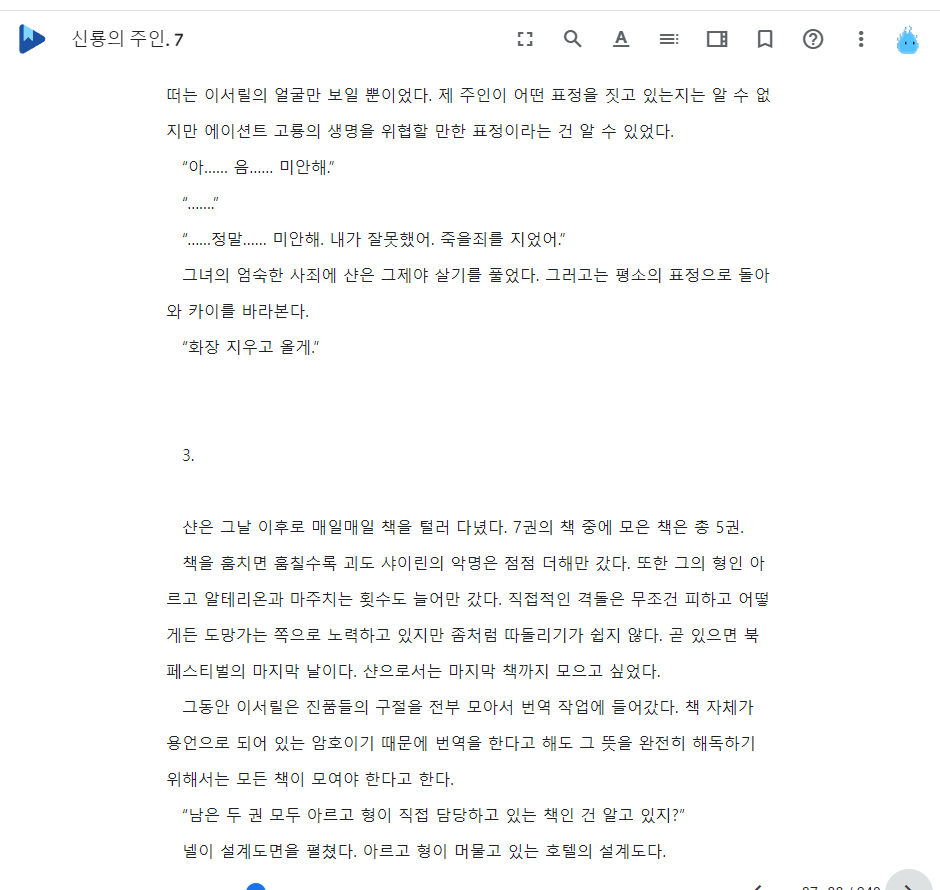 신룡의 주인. 7
떠는 이서릴의 얼굴만 보일 뿐이었다. 제 주인이 어떤 표정을 짓고 있는지는 알 수 없
지만 에이션트 고룡의 생명을 위협할 만한 표정이라는 건 알 수 있었다.
“아…… 음…… 미안해.”
“…….”
“……정말…… 미안해. 내가 잘못했어. 죽을죄를 지었어.”
그녀의 엄숙한 사죄에 샨은 그제야 살기를 풀었다. 그러고는 평소의 표정으로 돌아
와 카이를 바라본다.
“화장 지우고 올게.”
3.
샨은 그날 이후로 매일매일 책을 털러 다녔다. 7권의 책 중에 모은 책은 총 5권.
책을 훔치면 훔칠수록 괴도 샤이린의 악명은 점점 더해만 갔다. 또한 그의 형인 아
르고 알테리온과 마주치는 횟수도 늘어만 갔다. 직접적인 격돌은 무조건 피하고 어떻
게든 도망가는 쪽으로 노력하고 있지만 좀처럼 따돌리기가 쉽지 않다. 곧 있으면 북
페스티벌의 마지막 날이다. 샨으로서는 마지막 책까지 모으고 싶었다.
그동안 이서릴은 진품들의 구절을 전부 모아서 번역 작업에 들어갔다. 책 자체가
용언으로 되어 있는 암호이기 때문에 번역을 한다고 해도 그 뜻을 완전히 해독하기
위해서는 모든 책이 모여야 한다고 한다.
“남은 두 권 모두 아르고 형이 직접 담당하고 있는 책인 건 알고 있지?”
넬이 설계도면을 펼쳤다. 아르고 형이 머물고 있는 호텔의 설계도다.